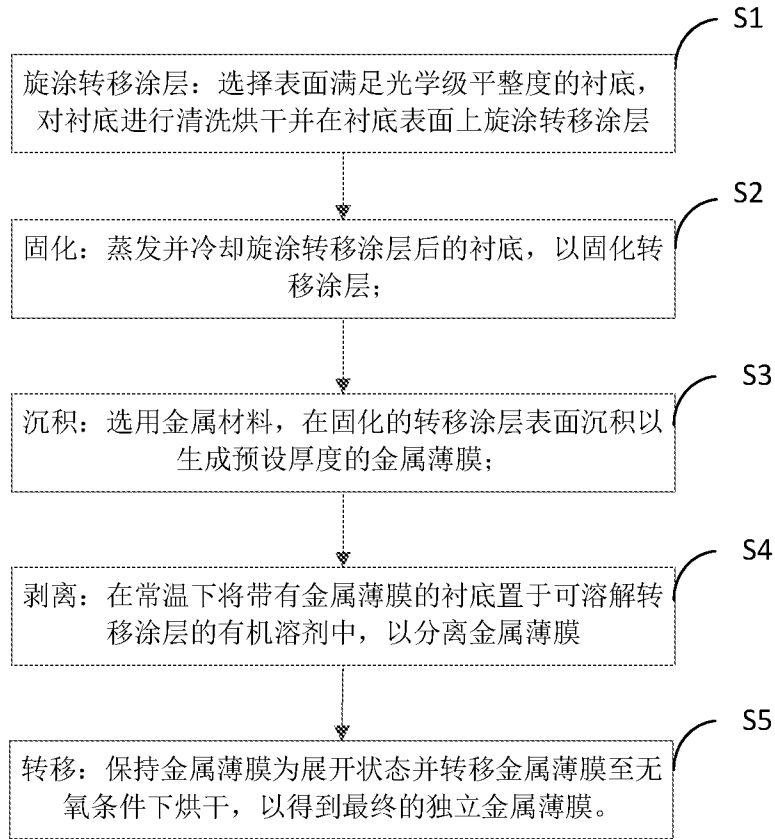 S1
旋涂转移涂层：选择表面满足光学级平整度的衬底，
对衬底进行清洗烘干并在衬底表面上旋涂转移涂层
S2
固化：蒸发并冷却旋涂转移涂层后的衬底，以固化转
移涂层；
S3
沉积：选用金属材料，在固化的转移涂层表面沉积以
生成预设厚度的金属薄膜；
S4
剥离：在常温下将带有金属薄膜的衬底置于可溶解转
移涂层的有机溶剂中，以分离金属薄膜
S5
转移：保持金属薄膜为展开状态并转移金属薄膜至无
氧条件下烘干，以得到最终的独立金属薄膜。